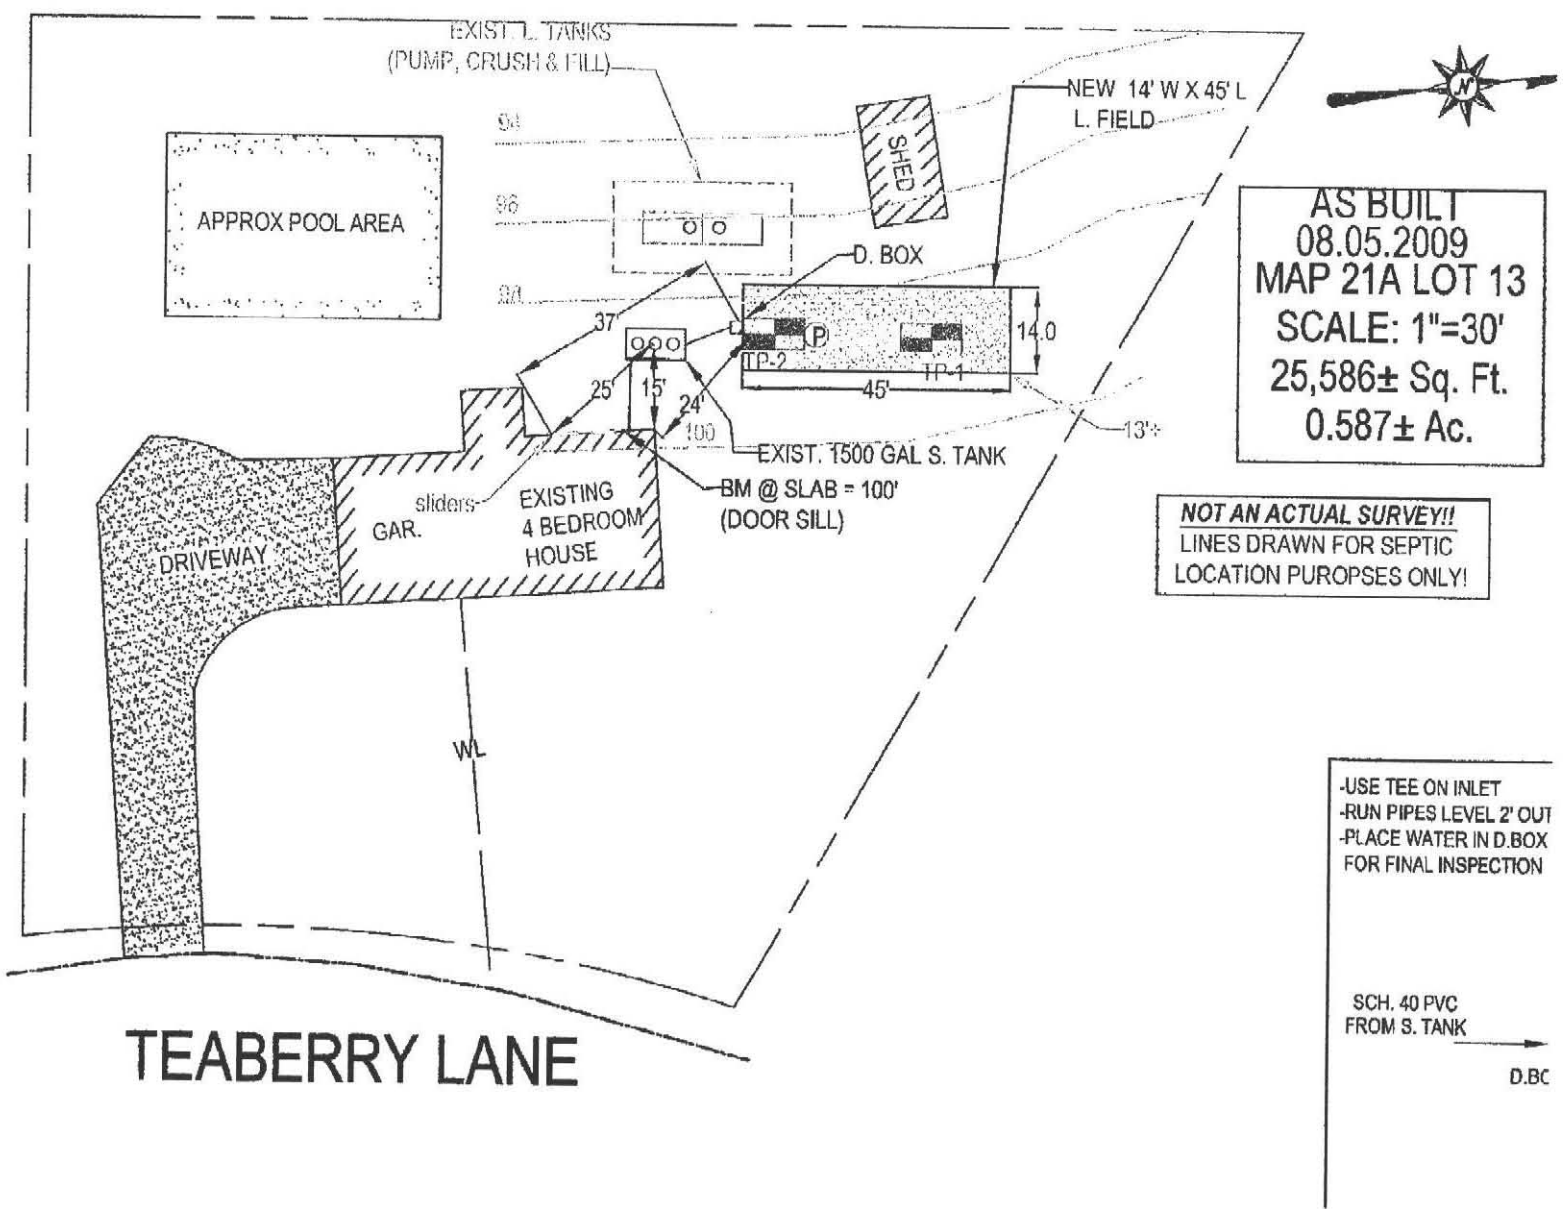 EXIST. L. TANKS
(PUMP, CRUSH & FILL)
NEW 14' W X 45' L
L. FIELD
N
94
SHED
APPROX POOL AREA
96
AS BUILT
08.05.2009
MAP 21A LOT 13
SCALE: 1"=30'
25,586± Sq. Ft.
0.587± Ac.
D. BOX
37'
P
14.0
TP-2
TP-1
25'
15'
45'
24'
100
13'±
EXIST. 1500 GAL S. TANK
BM @ SLAB = 100'
(DOOR SILL)
sliders
GAR.
EXISTING
4 BEDROOM
HOUSE
DRIVEWAY
NOT AN ACTUAL SURVEY!!
LINES DRAWN FOR SEPTIC
LOCATION PUROPSES ONLY!
WL
-USE TEE ON INLET
-RUN PIPES LEVEL 2' OUT
-PLACE WATER IN D.BOX
FOR FINAL INSPECTION
SCH. 40 PVC
FROM S. TANK
D.BO
TEABERRY LANE